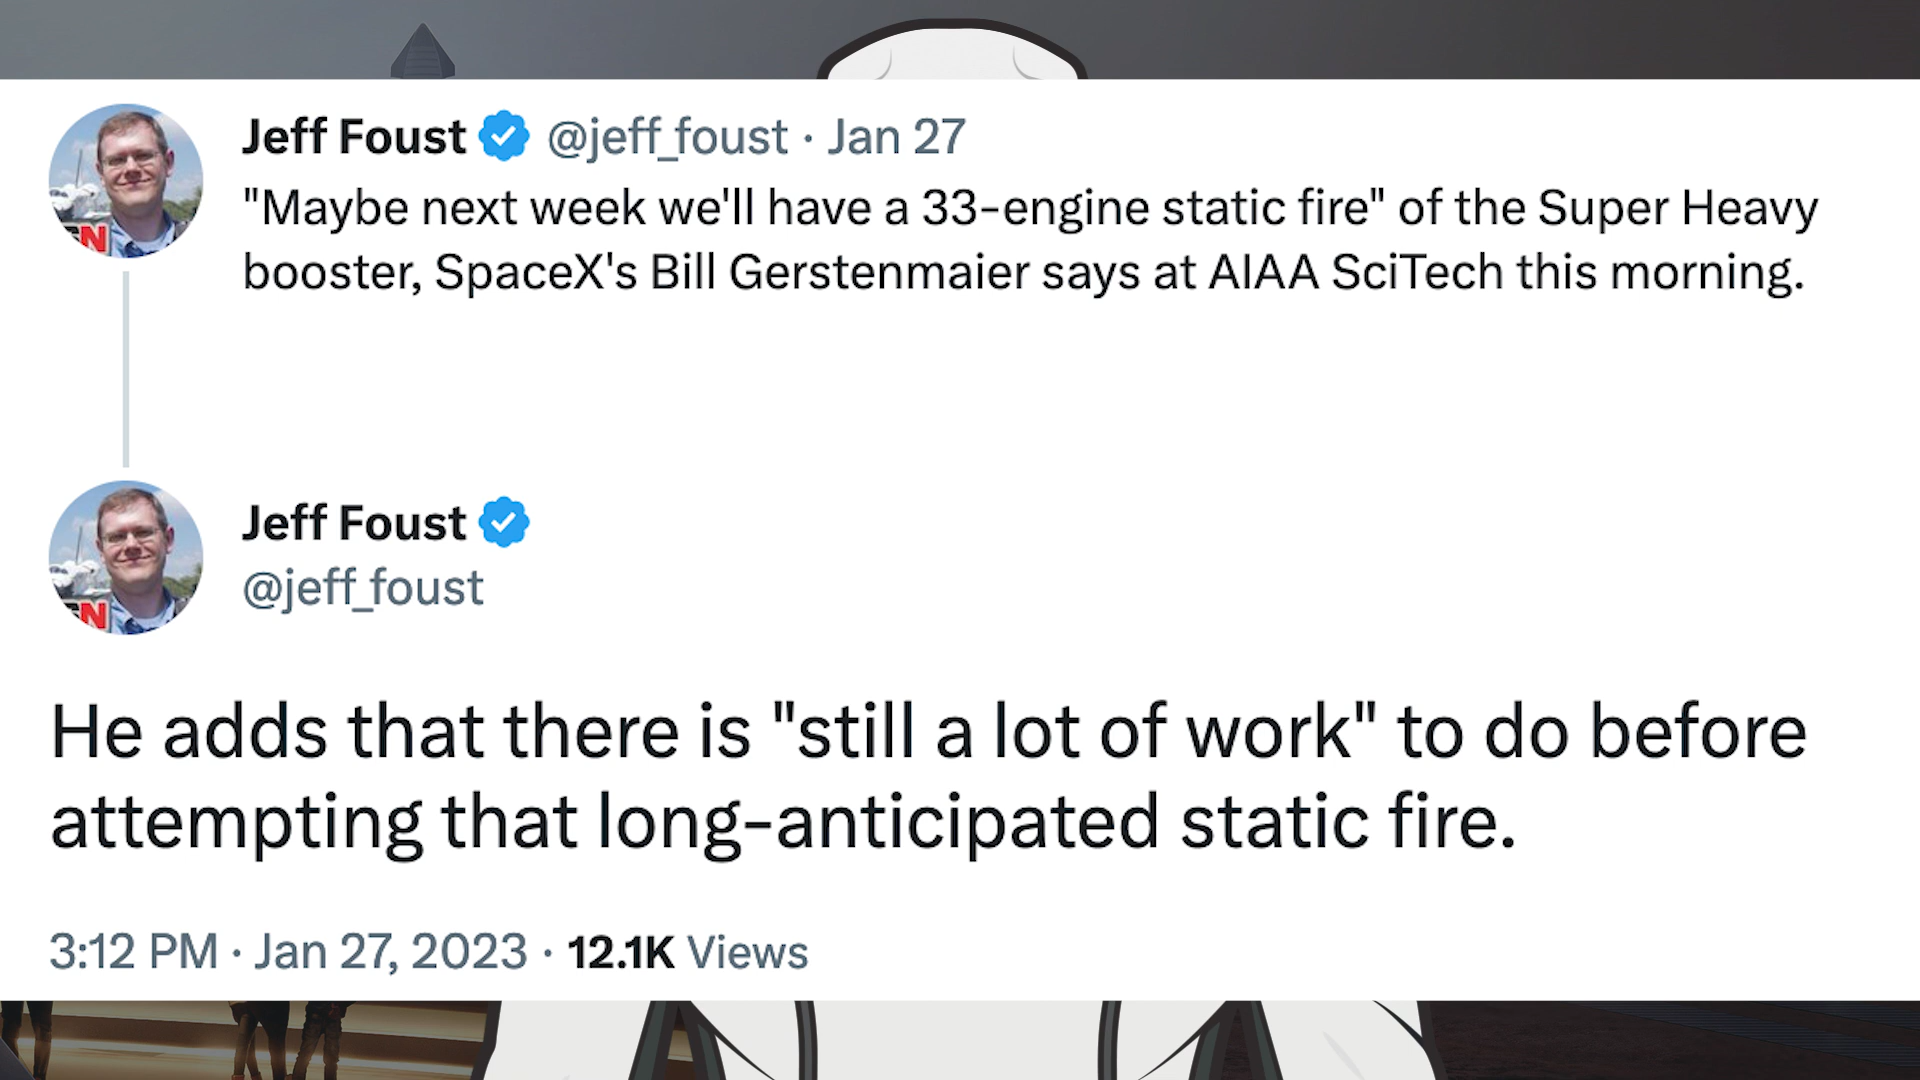 Jeff Foust @jeff_foust · Jan 27
"Maybe next week we'll have a 33-engine static fire" of the Super Heavy
booster, SpaceX's Bill Gerstenmaier says at AIAA SciTech this morning.
N
Jeff Foust
@jeff_foust
N
He adds that there is "still a lot of work" to do before
attempting that long-anticipated static fire.
3:12 PM · Jan 27, 2023 · 12.1K Views